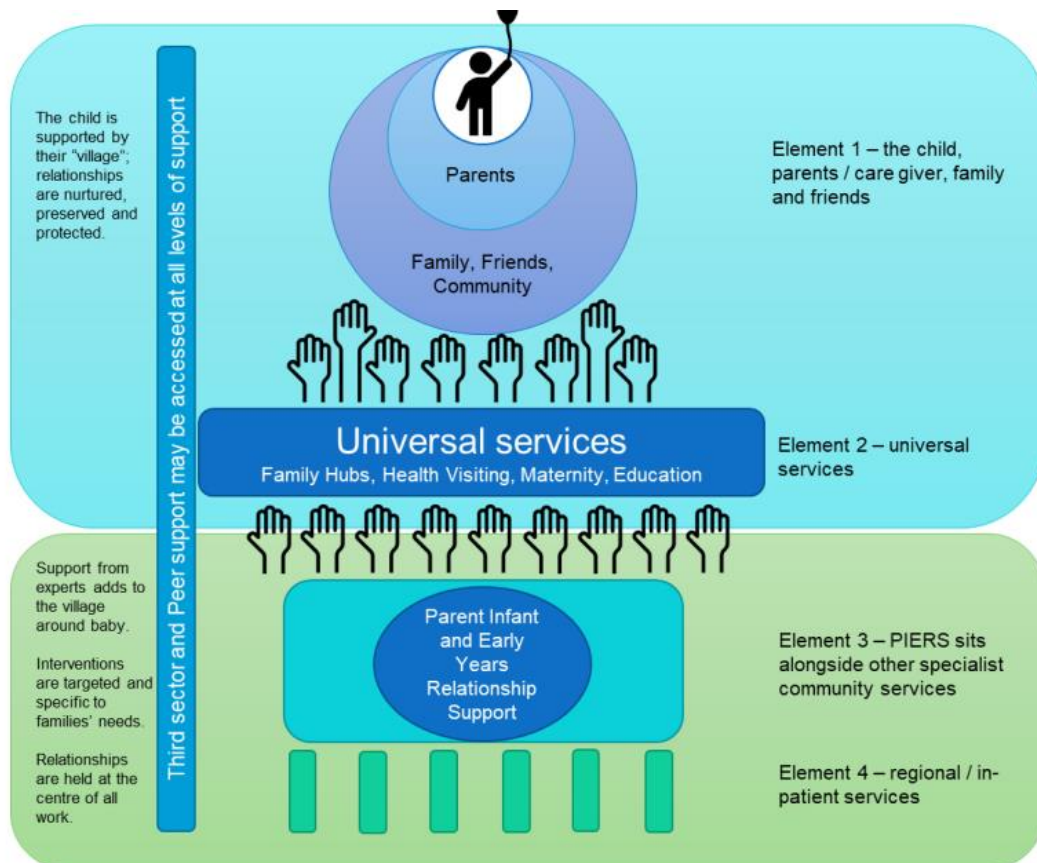 The child is
supported by
their "village";
relationships
are nurtured,
preserved and
protected.
Third sector and Peer support may be accessed at all levels of support
Parents
Family, Friends,
Community
Element 1 – the child,
parents / care giver, family
and friends
Universal services
Family Hubs, Health Visiting, Maternity, Education
Element 2 – universal
services
Support from
experts adds to
the village
around baby.
Interventions
are targeted and
specific to
families' needs.
Relationships
are held at the
centre of all
work.
Parent Infant
and Early
Years
Relationship
Support
Element 3 – PIERS sits
alongside other specialist
community services
Element 4 – regional / in-
patient services